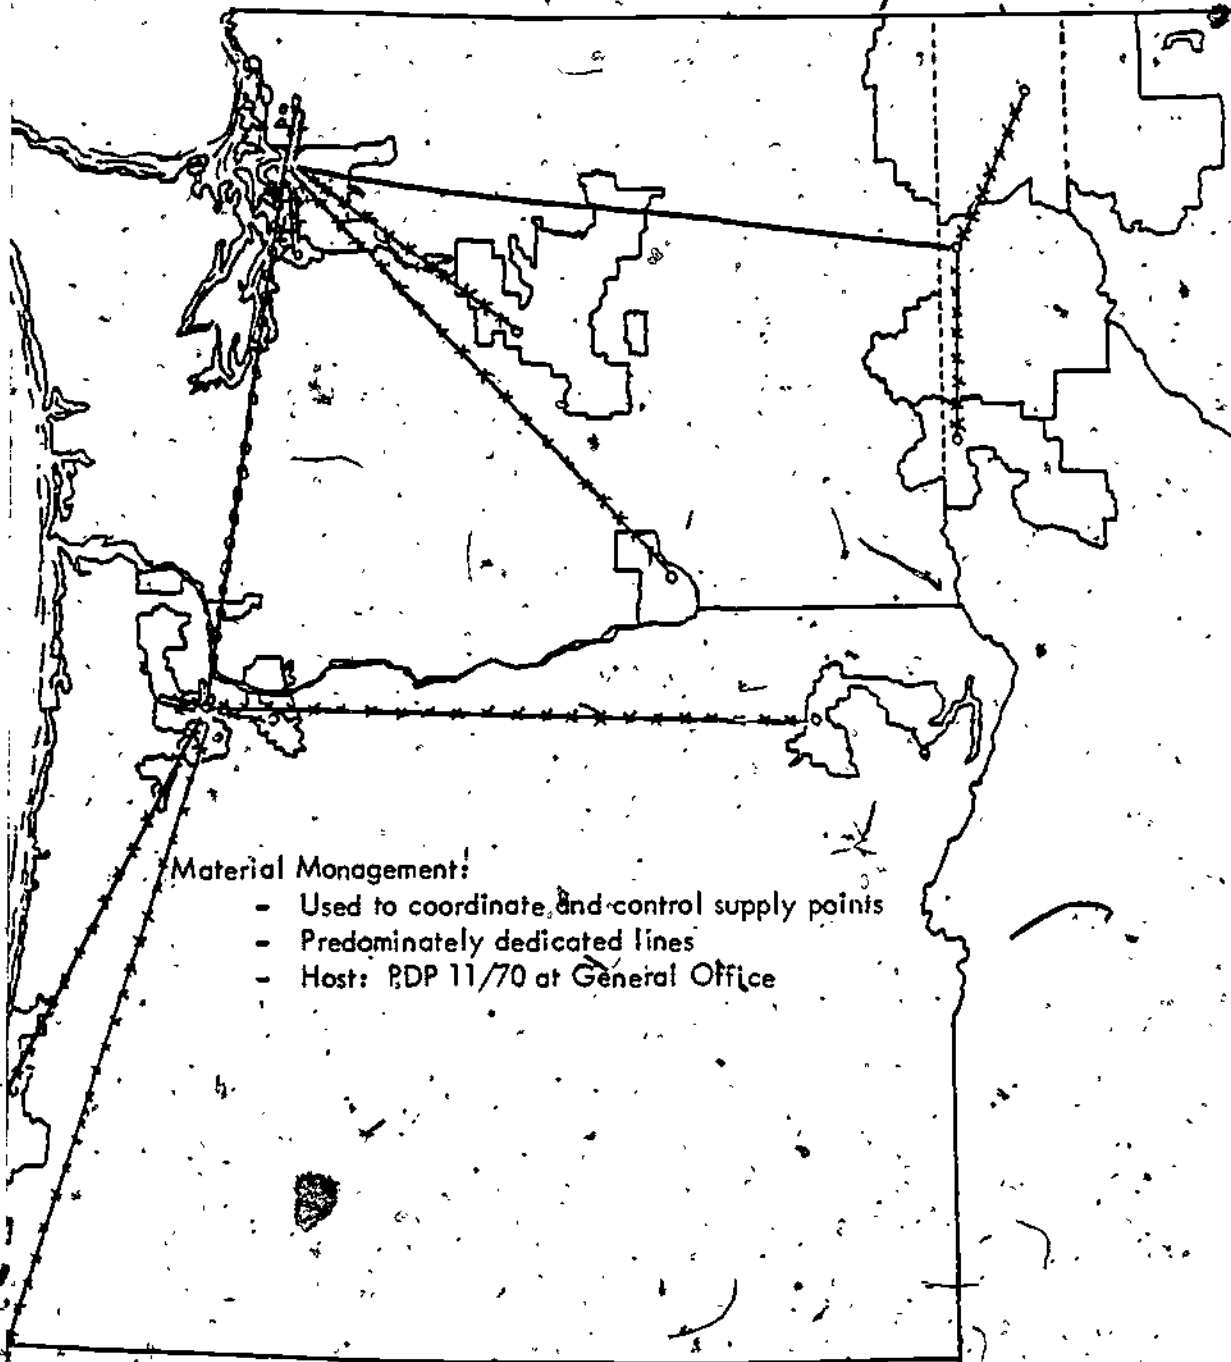 Material Monagement:
- Used to coordinate and control supply points
- Predominately dedicated lines
- Host: PDP 11/70 at General Office